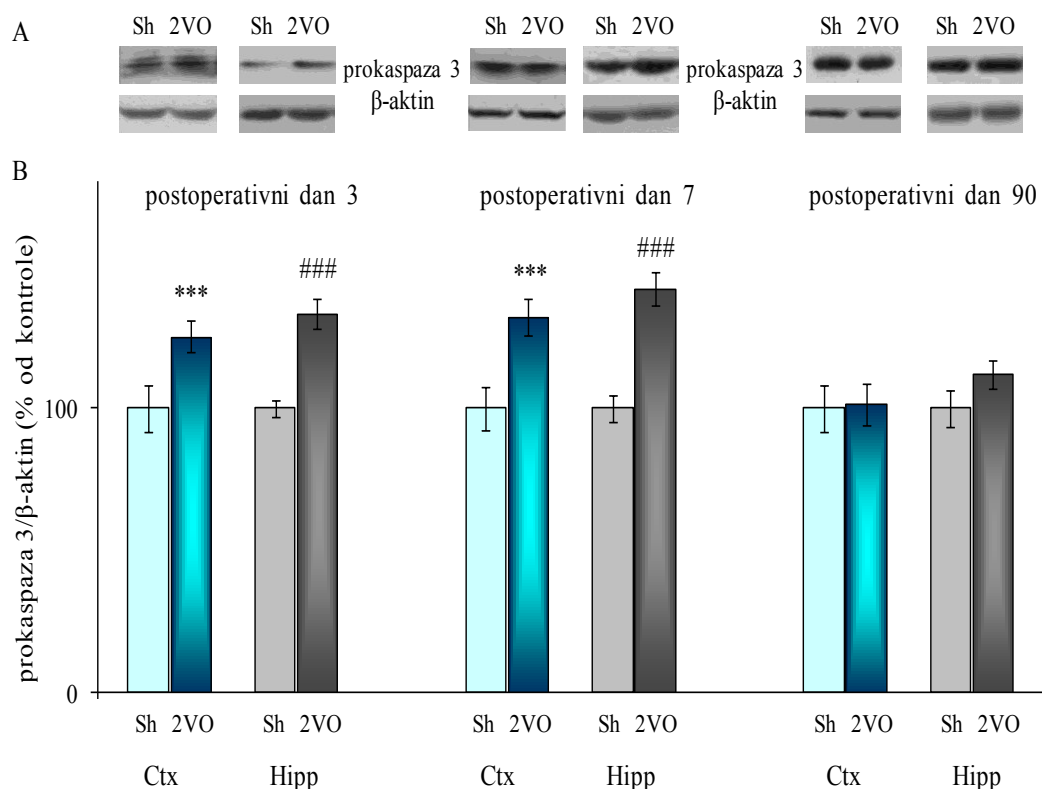 A
Sh 2VO Sh 2VO Sh 2VO Sh 2VO Sh 2VO Sh 2VO
prokaspaza 3 prokaspaza 3
β-aktin β-aktin
B
postoperativni dan 3 postoperativni dan 7 postoperativni dan 90
### ###
*** ***
prokaspaza 3/β-aktin (% od kontrole)
100
0
Sh 2VO Sh 2VO Sh 2VO Sh 2VO Sh 2VO Sh 2VO
Ctx Hipp Ctx Hipp Ctx Hipp